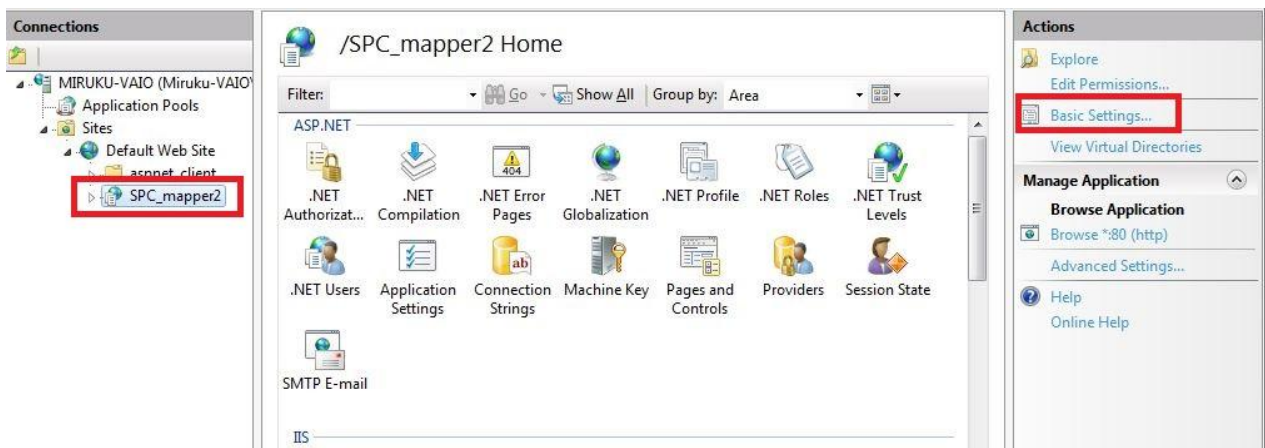 Connections
MIRUKU-VAIO (Miruku-VAIO\
Application Pools
Sites
Default Web Site
aspnet_client
SPC_mapper2
/SPC_mapper2 Home
Filter:
Go
Show All
Group by: Area
ASP.NET
.NET Authorizat...
.NET Compilation
.NET Error Pages
.NET Globalization
.NET Profile
.NET Roles
.NET Trust Levels
.NET Users
Application Settings
Connection Strings
Machine Key
Pages and Controls
Providers
Session State
SMTP E-mail
IIS
404
ab
Actions
Explore
Edit Permissions...
Basic Settings...
View Virtual Directories
Manage Application
Browse Application
Browse *:80 (http)
Advanced Settings...
Help
Online Help